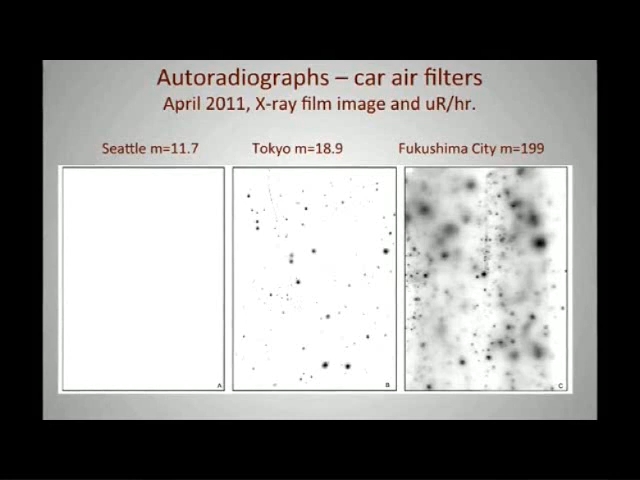 Autoradiographs – car air filters
April 2011, X-ray film image and uR/hr.
Seattle m=11.7 Tokyo m=18.9 Fukushima City m=199
A B C